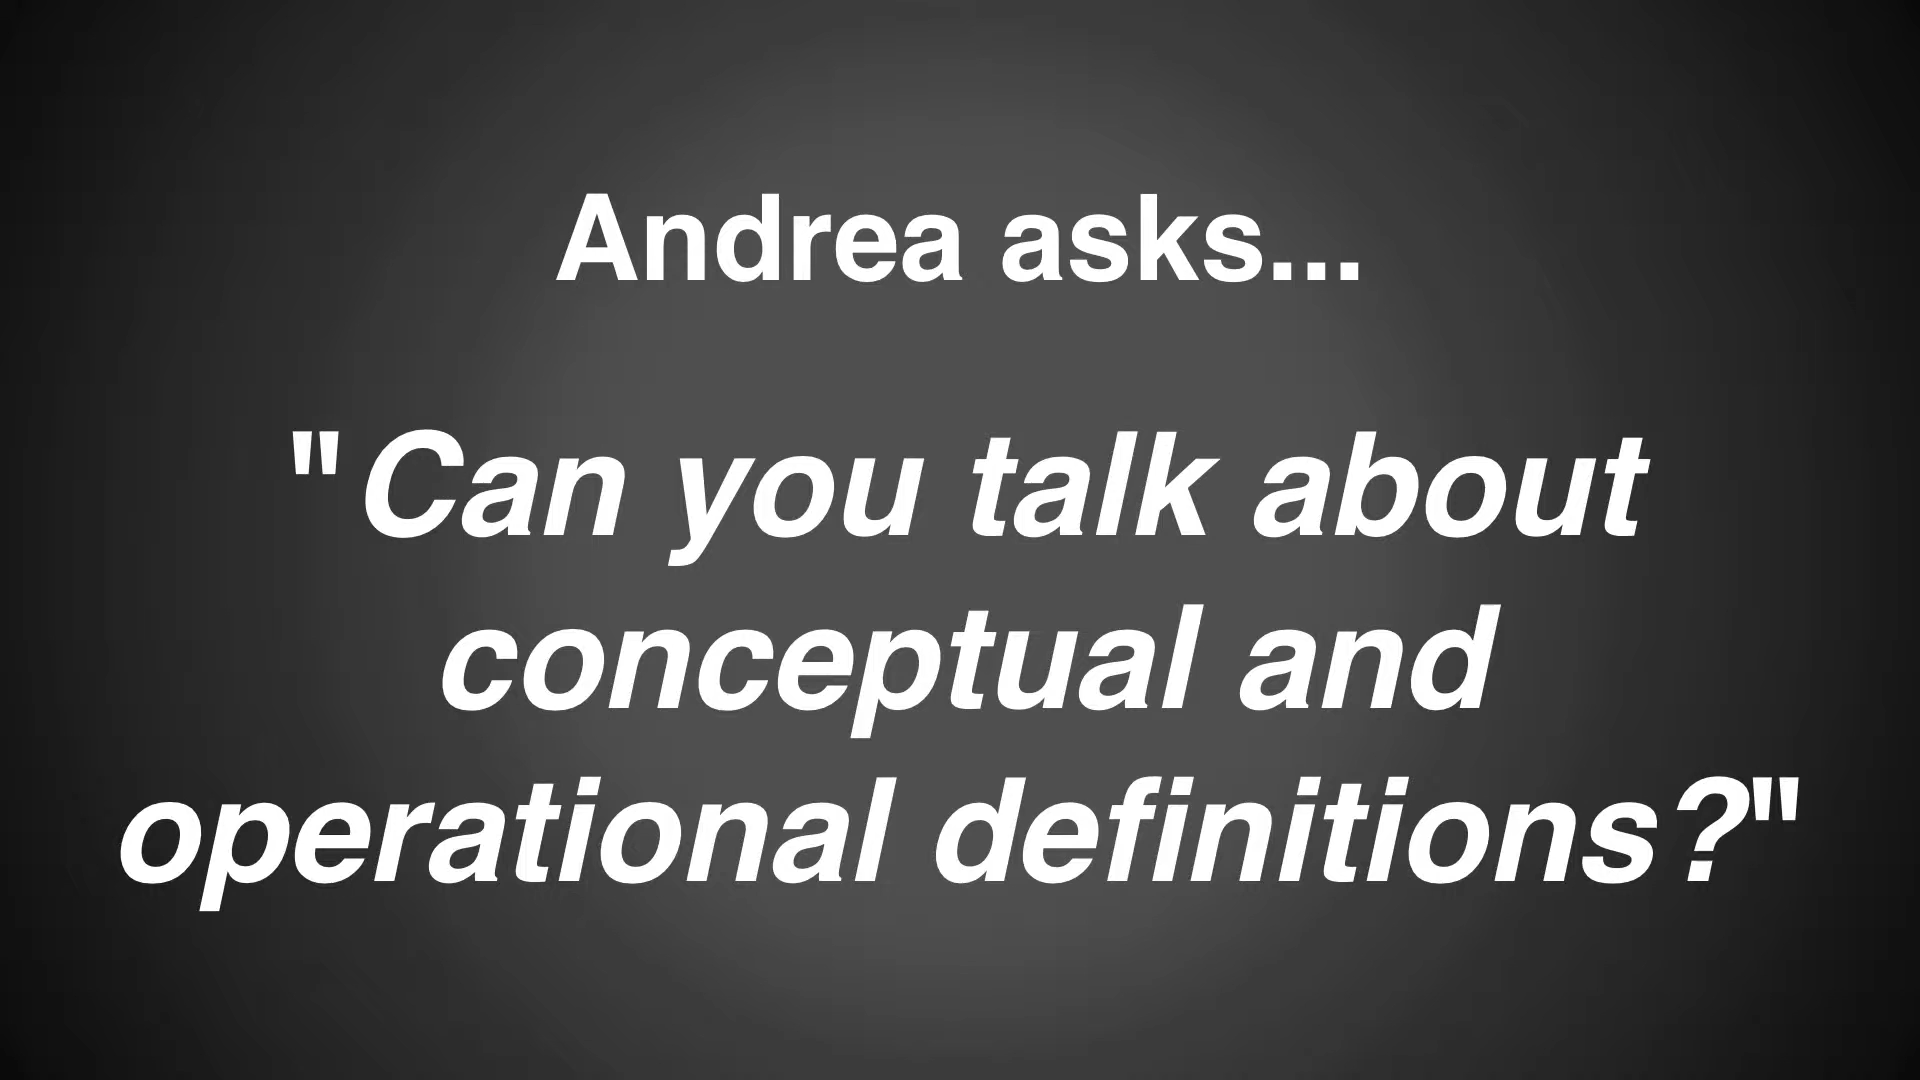 Andrea asks...
"Can you talk about
conceptual and
operational definitions?"